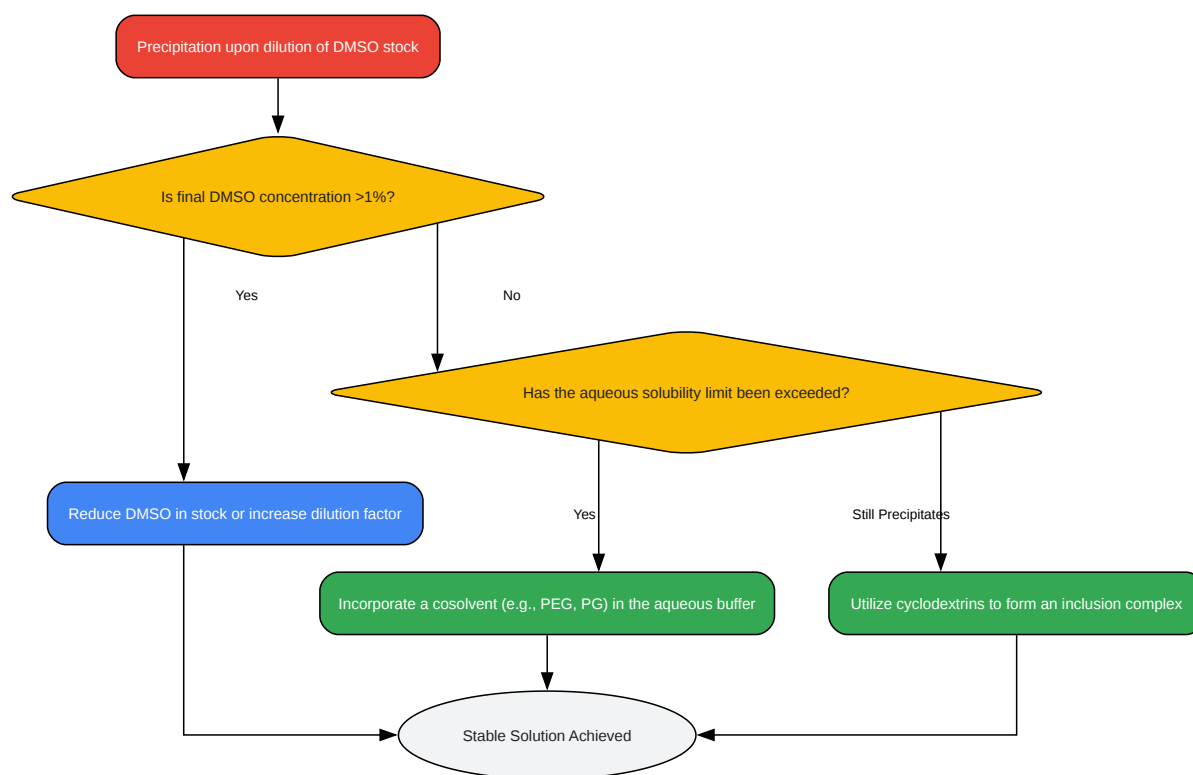 Precipitation upon dilution of DMSO stock
Is final DMSO concentration >1%?
Yes
No
Has the aqueous solubility limit been exceeded?
Reduce DMSO in stock or increase dilution factor
Yes
Still Precipitates
Incorporate a cosolvent (e.g., PEG, PG) in the aqueous buffer
Utilize cyclodextrins to form an inclusion complex
Stable Solution Achieved